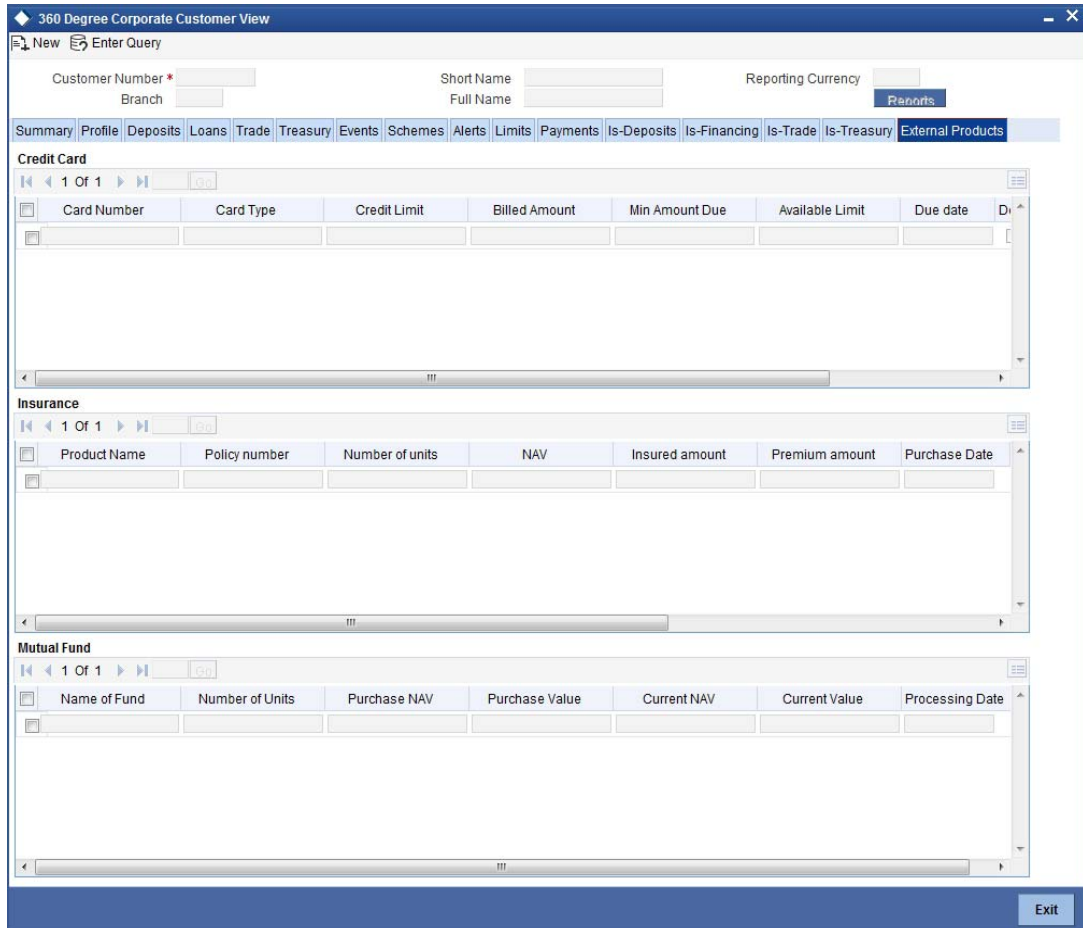 360 Degree Corporate Customer View
New Enter Query
Customer Number * Short Name Reporting Currency
Branch Full Name Reports
Summary Profile Deposits Loans Trade Treasury Events Schemes Alerts Limits Payments Is-Deposits Is-Financing Is-Trade Is-Treasury External Products
Credit Card
1 Of 1 Go
Card Number Card Type Credit Limit Billed Amount Min Amount Due Available Limit Due date
Insurance
1 Of 1 Go
Product Name Policy number Number of units NAV Insured amount Premium amount Purchase Date
Mutual Fund
1 Of 1 Go
Name of Fund Number of Units Purchase NAV Purchase Value Current NAV Current Value Processing Date
Exit